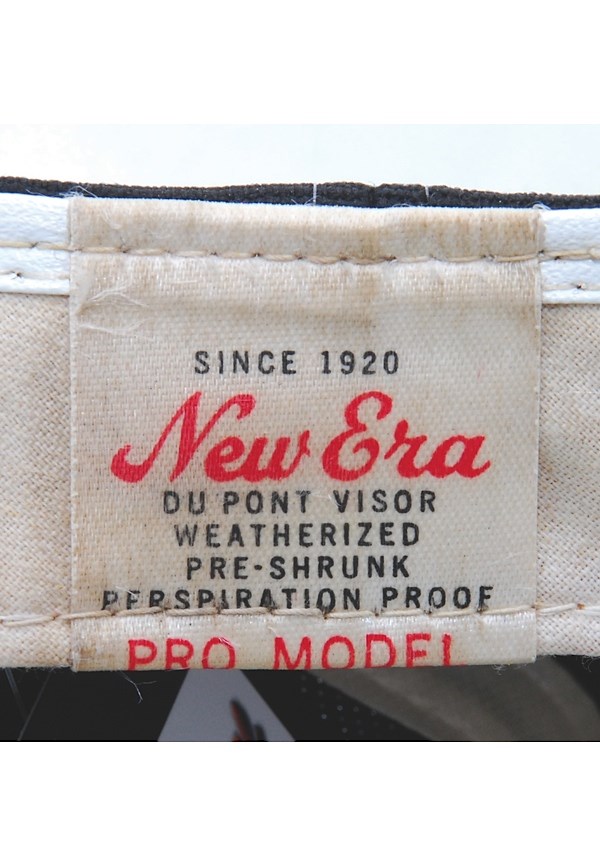 SINCE 1920
New Era
DU PONT VISOR
WEATHERIZED
PRE-SHRUNK
PERSPIRATION PROOF
PRO MODEL